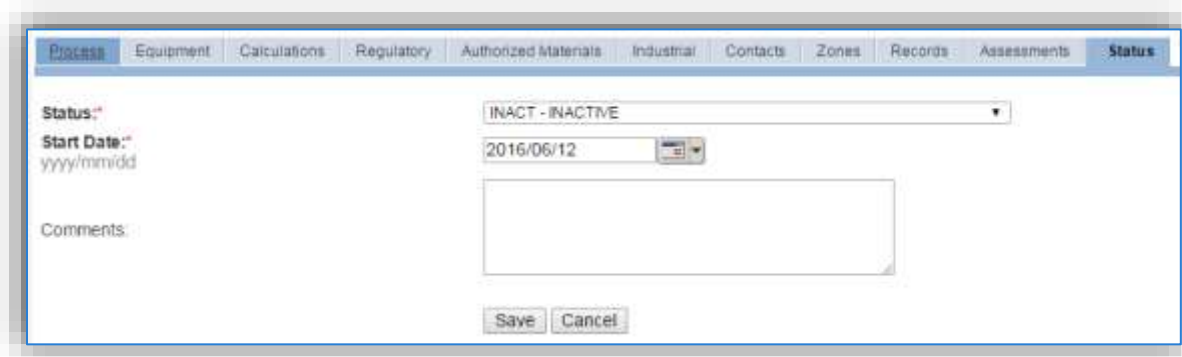 Process Equipment Calculations Regulatory Authorized Materials Industrial Contacts Zones Records Assessments Status
Status:* INACT - INACTIVE
Start Date:* 2016/06/12
yyyy/mm/dd
Comments:
Save Cancel